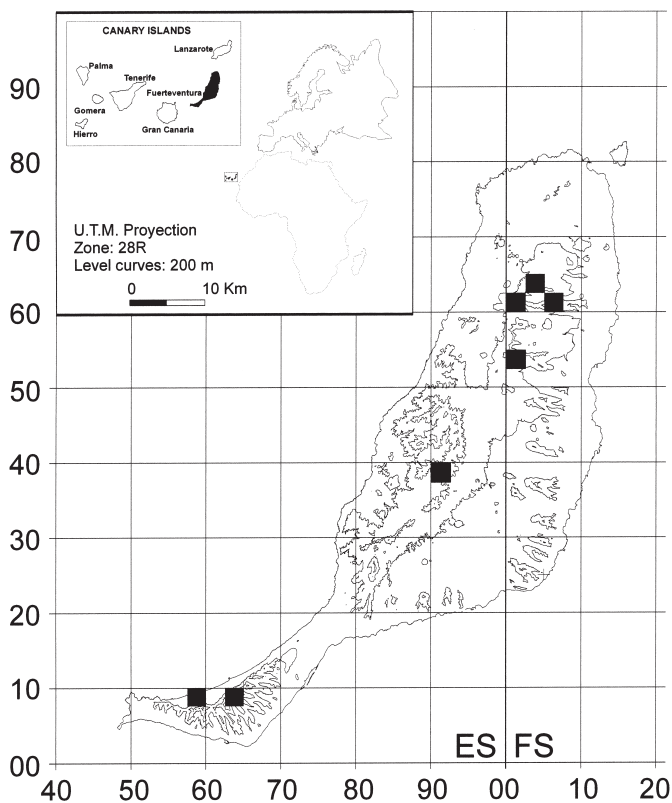 CANARY ISLANDS
Lanzarote
Palma
Tenerife
Fuerteventura
Gomera
Hierro
Gran Canaria
U.T.M. Proyection
Zone: 28R
Level curves: 200 m
0 10 Km
90
80
70
60
50
40
30
20
10
00
ES FS
40 50 60 70 80 90 00 10 20